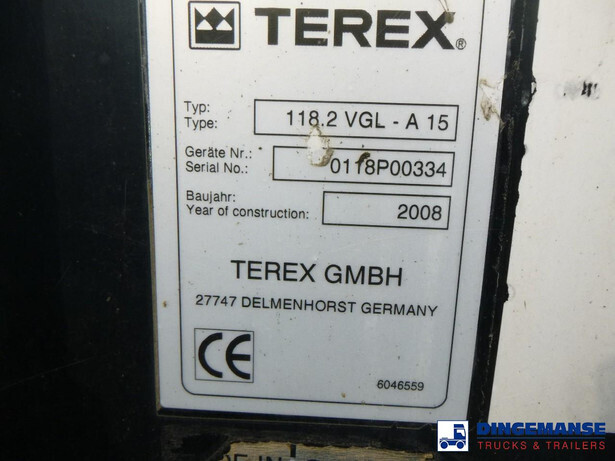 TEREX®
Typ:
Type: 118.2 VGL - A 15
Geräte Nr.:
Serial No.: 0118P00334
Baujahr:
Year of construction: 2008
TEREX GMBH
27747 DELMENHORST GERMANY
CE
6046559
DINGEMANSE
TRUCKS & TRAILERS